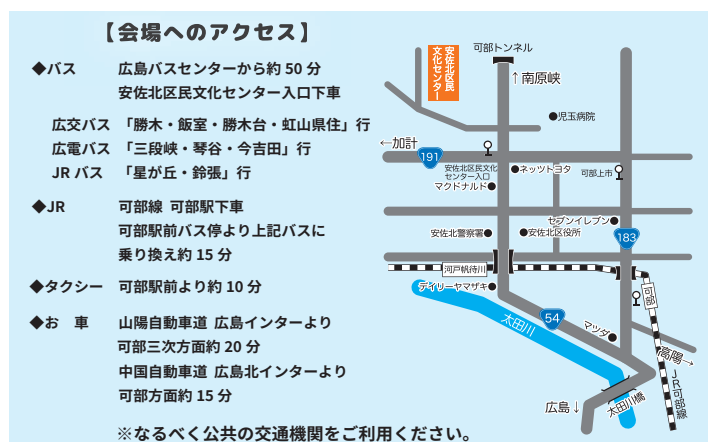 【会場へのアクセス】
◆バス 広島バスセンターから約50分
安佐北区民文化センター入口下車
広交バス 「勝木・飯室・勝木台・虹山県住」行
広電バス 「三段峡・琴谷・今吉田」行
JRバス 「星が丘・鈴張」行
◆JR 可部線 可部駅下車
可部駅前バス停より上記バスに
乗り換え約15分
◆タクシー 可部駅前より約10分
◆お 車 山陽自動車道 広島インターより
可部三次方面約20分
中国自動車道 広島北インターより
可部方面約15分
※なるべく公共の交通機関をご利用ください。
安佐北区民
文化センター
可部トンネル
↑南原峡
●児玉病院
←加計
191
安佐北区民文化
センター入口
●ネッツトヨタ
可部上市
マクドナルド●
セブンイレブン●
安佐北警察署●
●安佐北区役所
183
河戸帆待川
デイリーヤマザキ●
可部
太田川
54
マツダ●
高陽→
JR可部線
広島↓
太田川橋